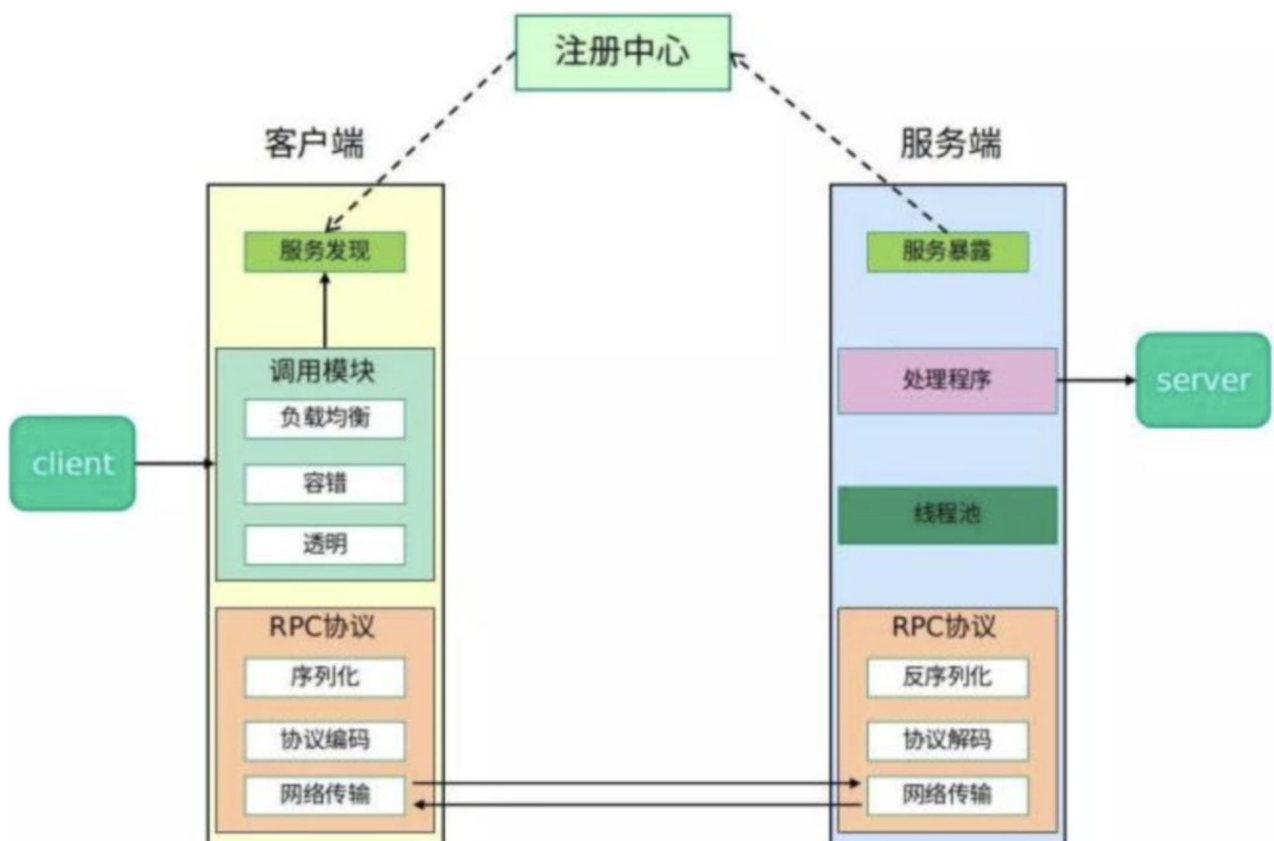 注册中心
客户端
服务端
服务发现
服务暴露
调用模块
负载均衡
容错
透明
client
处理程序
server
线程池
RPC协议
序列化
协议编码
网络传输
RPC协议
反序列化
协议解码
网络传输